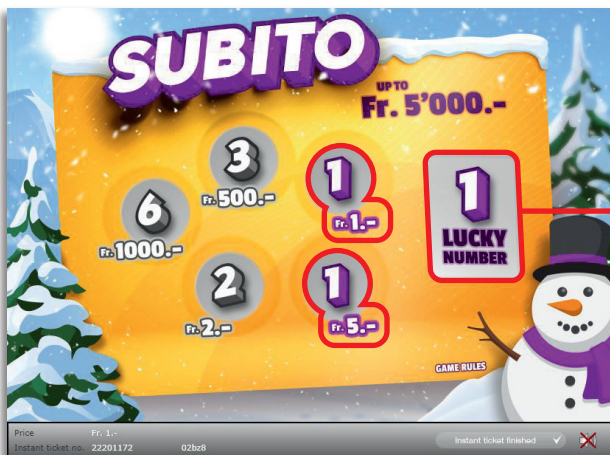 SUBITO
UP TO
Fr. 5’000.-
3
Fr. 500.-
1
Fr. 1.-
6
Fr. 1000.-
1
LUCKY
NUMBER
2
Fr. 2.-
1
Fr. 5.-
GAME RULES
Price Fr. 1.-
Instant ticket no. 22201172 02bz8
Instant ticket finished